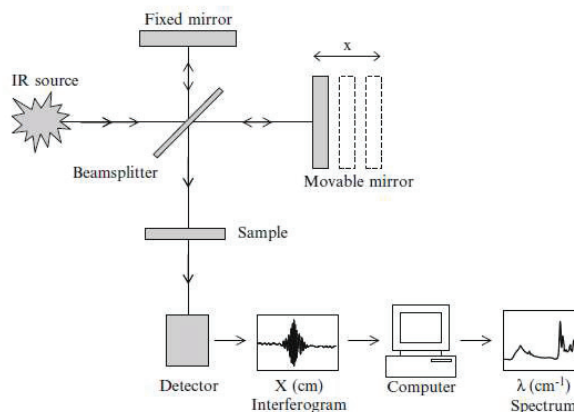 Fixed mirror
x
IR source
Beamsplitter
Movable mirror
Sample
Detector
X (cm)
Interferogram
Computer
λ (cm⁻¹)
Spectrum